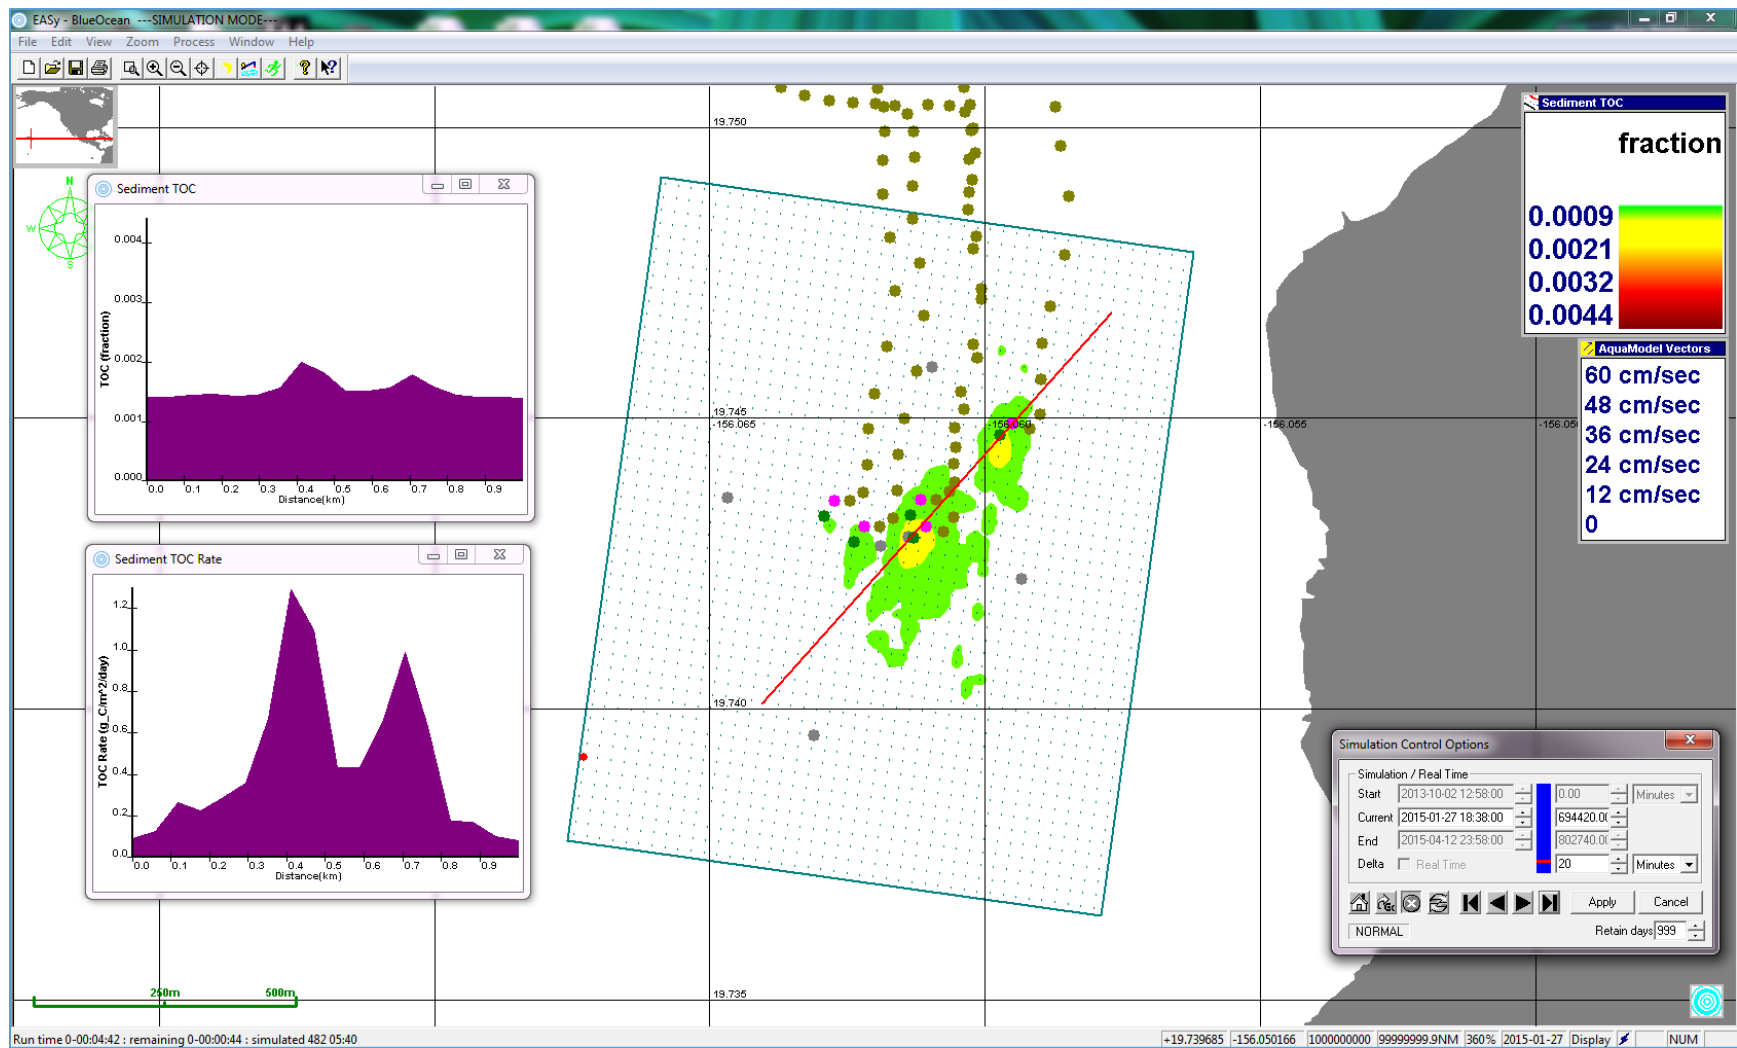 EASy - BlueOcean ---SIMULATION MODE---
File Edit View Zoom Process Window Help
N
W
S
Sediment TOC
0.004
0.003
0.002
0.001
0.000
TOC (fraction)
0.0 0.1 0.2 0.3 0.4 0.5 0.6 0.7 0.8 0.9
Distance(km)
Sediment TOC Rate
1.2
1.0
0.8
0.6
0.4
0.2
0.0
TOC Rate (g_C/m^2/day)
0.0 0.1 0.2 0.3 0.4 0.5 0.6 0.7 0.8 0.9
Distance(km)
19.750
19.745
-156.065 -156.060 -156.055 -156.05
19.740
19.735
Sediment TOC
fraction
0.0009
0.0021
0.0032
0.0044
AquaModel Vectors
60 cm/sec
48 cm/sec
36 cm/sec
24 cm/sec
12 cm/sec
0
Simulation Control Options
Simulation / Real Time
Start 2013-10-02 12:58:00 0.00 Minutes
Current 2015-01-27 18:38:00 694420.0(
End 2015-04-12 23:58:00 802740.0(
Delta Real Time 20 Minutes
Apply Cancel
NORMAL Retain days 999
250m 500m
Run time 0-00:04:42 : remaining 0-00:00:44 : simulated 482 05:40
+19.739685 -156.050166 1000000000 99999999.9NM 360% 2015-01-27 Display NUM